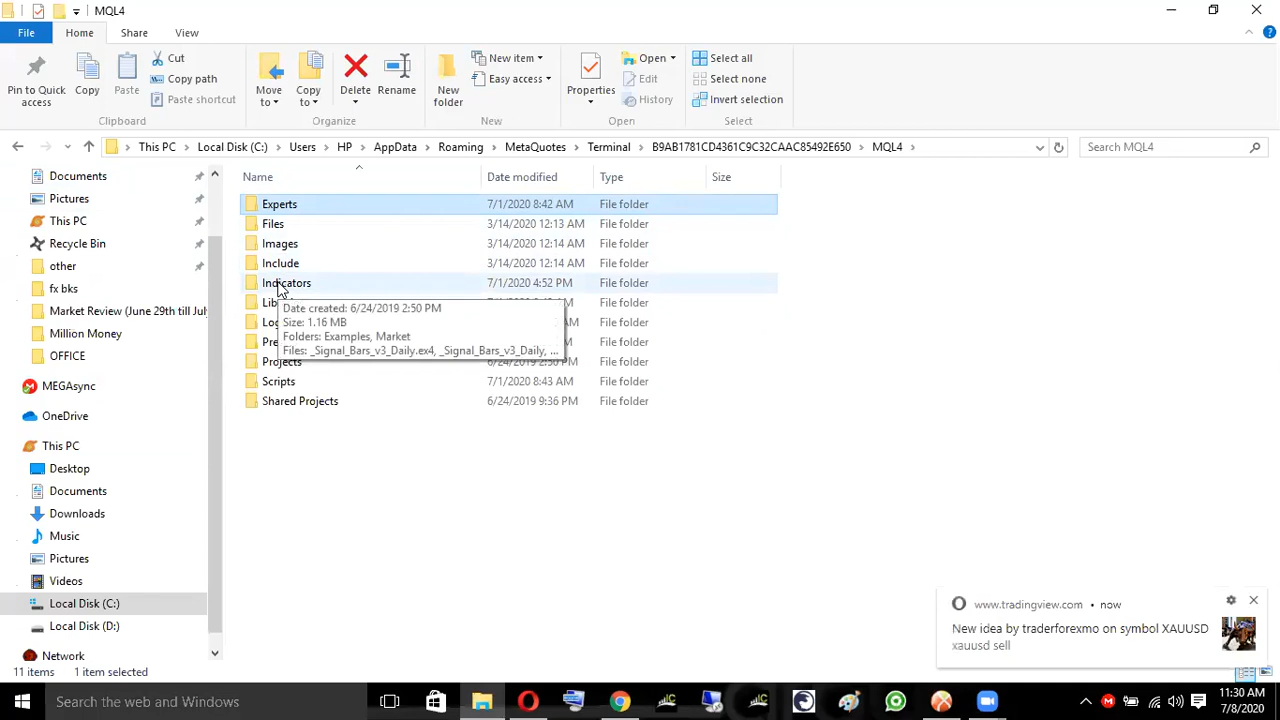 MQL4
File Home Share View
Pin to Quick access
Copy
Paste
Cut
Copy path
Paste shortcut
Clipboard
Move to
Copy to
Delete
Rename
Organize
New folder
New item
Easy access
New
Properties
Open
Edit
History
Open
Select all
Select none
Invert selection
Select
This PC Local Disk (C:) Users HP AppData Roaming MetaQuotes Terminal B9AB1781CD4361C9C32CAAC85492E650 MQL4
Search MQL4
Name Date modified Type Size
Experts 7/1/2020 8:42 AM File folder
Files 3/14/2020 12:13 AM File folder
Images 3/14/2020 12:14 AM File folder
Include 3/14/2020 12:14 AM File folder
Indicators 7/1/2020 4:52 PM File folder
File folder
File folder
File folder
Projects File folder
Scripts 7/1/2020 8:43 AM File folder
Shared Projects 6/24/2019 9:36 PM File folder
Date created: 6/24/2019 2:50 PM
Size: 1.16 MB
Folders: Examples, Market
Files: _Signal_Bars_v3_Daily.ex4, _Signal_Bars_v3_Daily, ...
Documents
Pictures
This PC
Recycle Bin
other
fx bks
Market Review (June 29th till July
Million Money
OFFICE
MEGAsync
OneDrive
This PC
Desktop
Documents
Downloads
Music
Pictures
Videos
Local Disk (C:)
Local Disk (D:)
Network
11 items 1 item selected
www.tradingview.com • now
New idea by traderforexmo on symbol XAUUSD
xauusd sell
Search the web and Windows
11:30 AM
7/8/2020